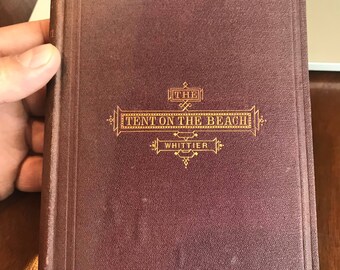 THE
TENT ON THE BEACH
WHITTIER